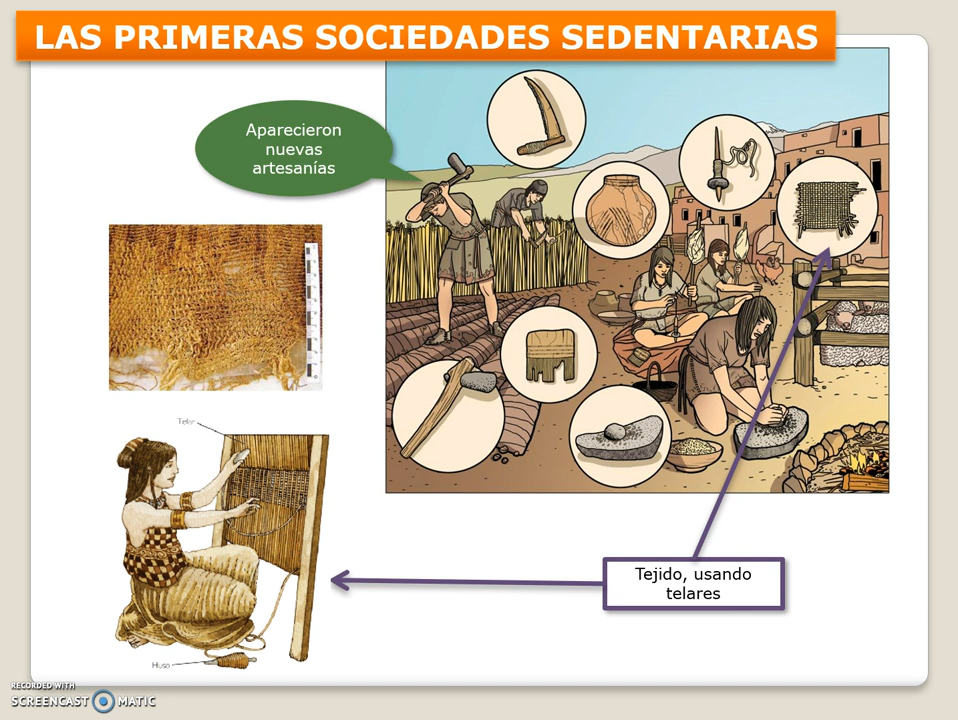 LAS PRIMERAS SOCIEDADES SEDENTARIAS
Aparecieron
nuevas
artesanías
Telar
Tejido, usando
telares
Huso
RECORDED WITH
SCREENCAST MATIC